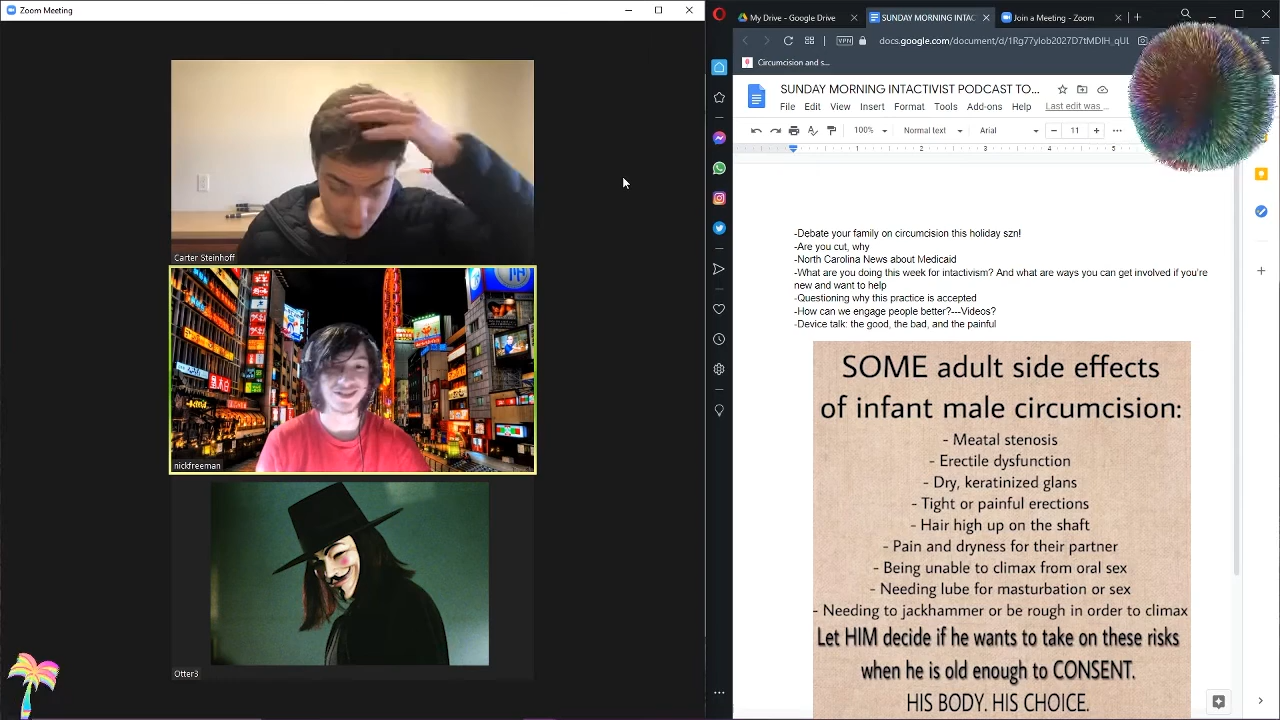 Zoom Meeting
Carter Steinhoff
nickfreeman
Otter3
My Drive - Google Drive
SUNDAY MORNING INTAC
Join a Meeting - Zoom
VPN
docs.google.com/document/d/1Rg77ylob2027D7tMDIH_qUL
Circumcision and s...
SUNDAY MORNING INTACTIVIST PODCAST TO...
File Edit View Insert Format Tools Add-ons Help Last edit was ...
100% Normal text Arial 11
1 2 3 4 5
-Debate your family on circumcision this holiday szn!
-Are you cut, why
-North Carolina News about Medicaid
-What are you doing this week for intactivism? And what are ways you can get involved if you're
new and want to help
-Questioning why this practice is accepted
-How can we engage people better---Videos?
-Device talk: the good, the bad, and the painful
SOME adult side effects
of infant male circumcision:
- Meatal stenosis
- Erectile dysfunction
- Dry, keratinized glans
- Tight or painful erections
- Hair high up on the shaft
- Pain and dryness for their partner
- Being unable to climax from oral sex
- Needing lube for masturbation or sex
- Needing to jackhammer or be rough in order to climax
Let HIM decide if he wants to take on these risks
when he is old enough to CONSENT.
HIS BODY. HIS CHOICE.